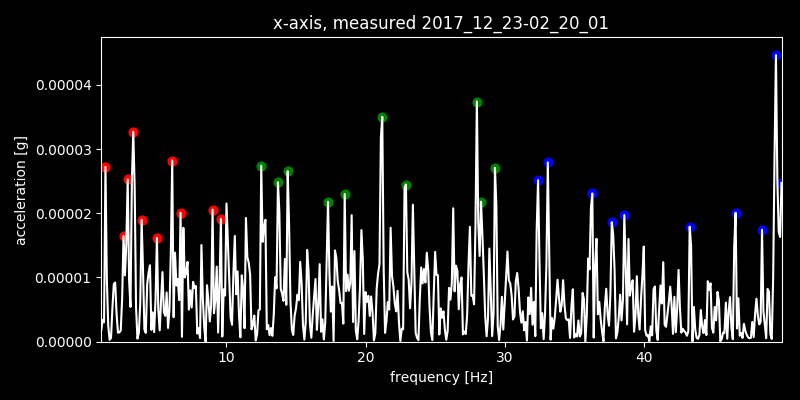 x-axis, measured 2017_12_23-02_20_01
acceleration [g]
0.00004
0.00003
0.00002
0.00001
0.00000
10 20 30 40
frequency [Hz]